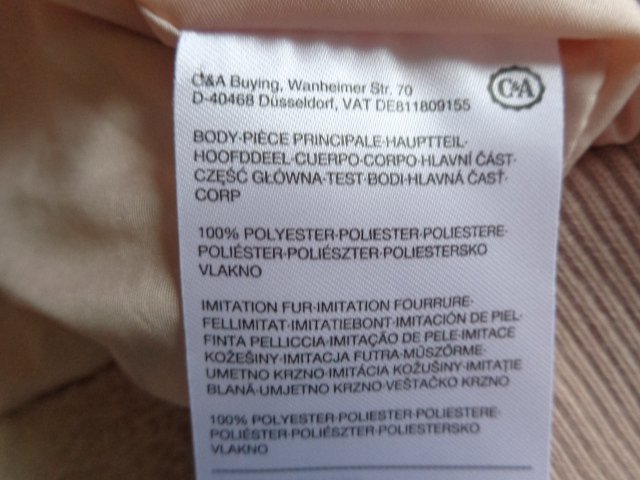 C&A Buying, Wanheimer Str. 70
D-40468 Düsseldorf, VAT DE811809155
C&A
BODY·PIÈCE PRINCIPALE·HAUPTTEIL·
HOOFDDEEL·CUERPO·CORPO·HLAVNÍ ČÁST·
CZĘŚĆ GŁÓWNA·TEST·BODI·HLAVNÁ ČASŤ·
CORP
100% POLYESTER·POLIESTER·POLIESTERE·
POLIÉSTER·POLIÉSZTER·POLIESTERSKO
VLAKNO
IMITATION FUR·IMITATION FOURRURE·
FELLIMITAT·IMITATIEBONT·IMITACIÓN DE PIEL·
FINTA PELLICCIA·IMITAÇÃO DE PELE·IMITACE
KOŽEŠINY·IMITACJA FUTRA·MŰSZŐRME·
UMETNO KRZNO·IMITÁCIA KOŽUŠINY·IMITAȚIE
BLANĂ·UMJETNO KRZNO·VEŠTAČKO KRZNO
100% POLYESTER·POLIESTER·POLIESTERE·
POLIÉSTER·POLIÉSZTER·POLIESTERSKO
VLAKNO